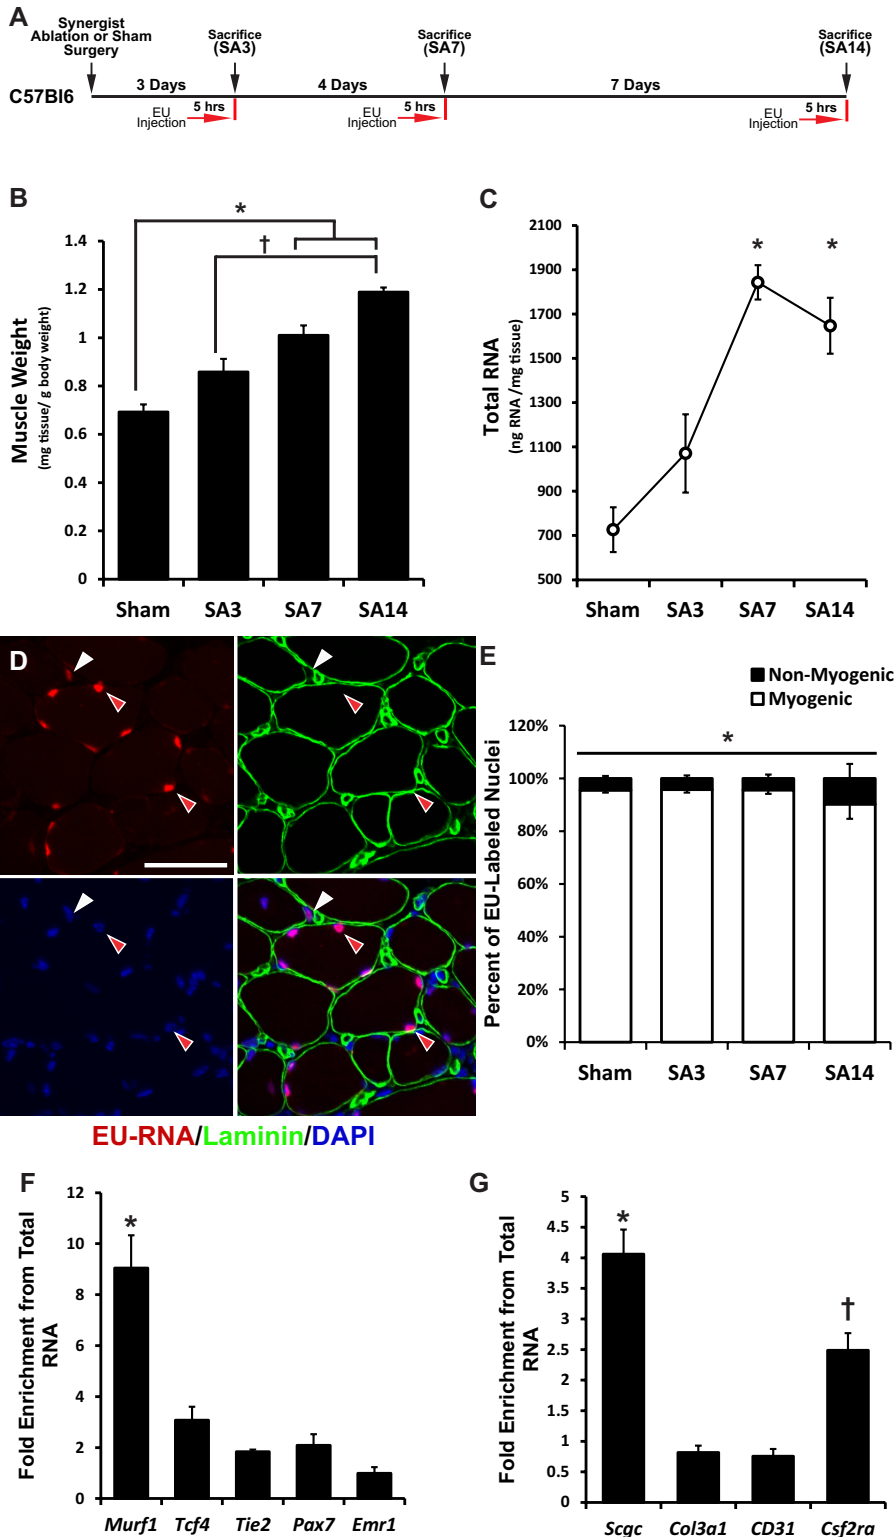 A
Synergist
Ablation or Sham
Surgery
Sacrifice
(SA3)
Sacrifice
(SA7)
Sacrifice
(SA14)
C57Bl6
3 Days
4 Days
7 Days
EU
Injection
5 hrs
EU
Injection
5 hrs
EU
Injection
5 hrs
B
*
†
Muscle Weight
(mg tissue/ g body weight)
1.4
1.2
1
0.8
0.6
0.4
0.2
0
Sham SA3 SA7 SA14
C
Total RNA
(ng RNA /mg tissue)
2100
1900
1700
1500
1300
1100
900
700
500
* *
Sham SA3 SA7 SA14
D
EU-RNA/Laminin/DAPI
E
Non-Myogenic
Myogenic
Percent of EU-Labeled Nuclei
120%
100%
80%
60%
40%
20%
0%
*
Sham SA3 SA7 SA14
F
Fold Enrichment from Total
RNA
12
10
8
6
4
2
0
*
Murf1 Tcf4 Tie2 Pax7 Emr1
G
Fold Enrichment from Total
RNA
5
4.5
4
3.5
3
2.5
2
1.5
1
0.5
0
*
†
Scgc Col3a1 CD31 Csf2ra